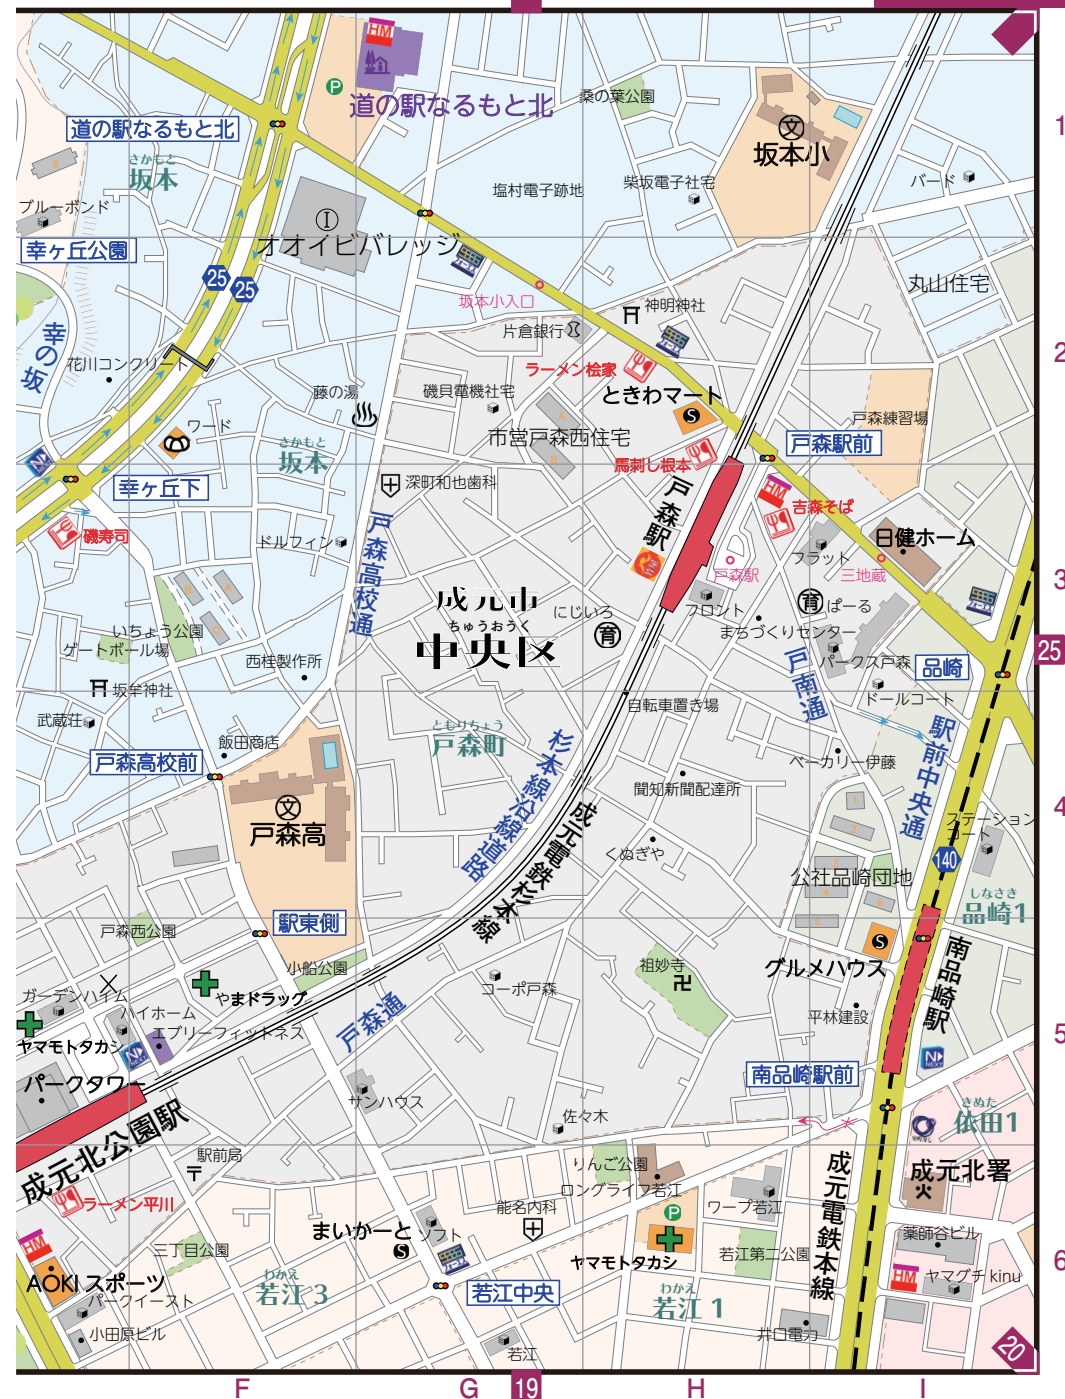 HM
P
道の駅なるもと北
桑の葉公園
1
道の駅なるもと北
文
坂本小
さかもと
坂本
塩村電子跡地
柴坂電子社宅
バード
ブルーボンド
I
オオイビバレッジ
幸ヶ丘公園
25
25
坂本小入口
丸山住宅
神明神社
片倉銀行
幸の坂
花川コンクリート
ラーメン桧家
2
藤の湯
磯貝電機社宅
ときわマート
S
戸森練習場
ワード
さかもと
坂本
市営戸森西住宅
A
B
戸森駅前
馬刺し根本
N
幸ヶ丘下
深町和也歯科
HM
吉森そば
磯寿司
戸森高校通
戸森駅
ドルフィン
フラット
日健ホーム
戸森駅
三地蔵
3
B
A
C
成元市
ちゅうおうく
中央区
にじいろ
育
フロント
育
ぱーる
いちょう公園
ゲートボール場
まちづくりセンター
西桂製作所
戸南通
パークス戸森
品崎
25
坂牟神社
自転車置き場
ドールコート
武蔵荘
ともりちょう
戸森町
飯田商店
杉本線沿線道路
駅前中央通
戸森高校前
ベーカリー伊藤
聞知新聞配達所
1
2
4
文
戸森高
成元電鉄杉本線
ステーション
コート
くぬぎや
140
3
4
5
6
公社品崎団地
しなさき
品崎1
駅東側
戸森西公園
S
グルメハウス
南品崎駅
小船公園
祖妙寺
ガーデンハイム
やまドラッグ
コーポ戸森
ハイホーム
戸森通
平林建設
エブリーフィットネス
ヤマモトタカシ
N
NEXT
5
N
NEXT
パークタワー
南品崎駅前
サンハウス
きぬた
依田1
佐々木
成元北公園駅
駅前局
りんご公園
成元電鉄本線
成元北署
ロングライフ若江
ラーメン平川
能名内科
ワープ若江
P
まいかーと
S
ソフト
薬師谷ビル
HM
三丁目公園
ヤマモトタカシ
若江第二公園
6
AOKIスポーツ
わかえ
若江3
若江中央
わかえ
若江1
HM
ヤマグチkinu
パークイースト
小田原ビル
若江
井口電力
20
F
G
19
H
I